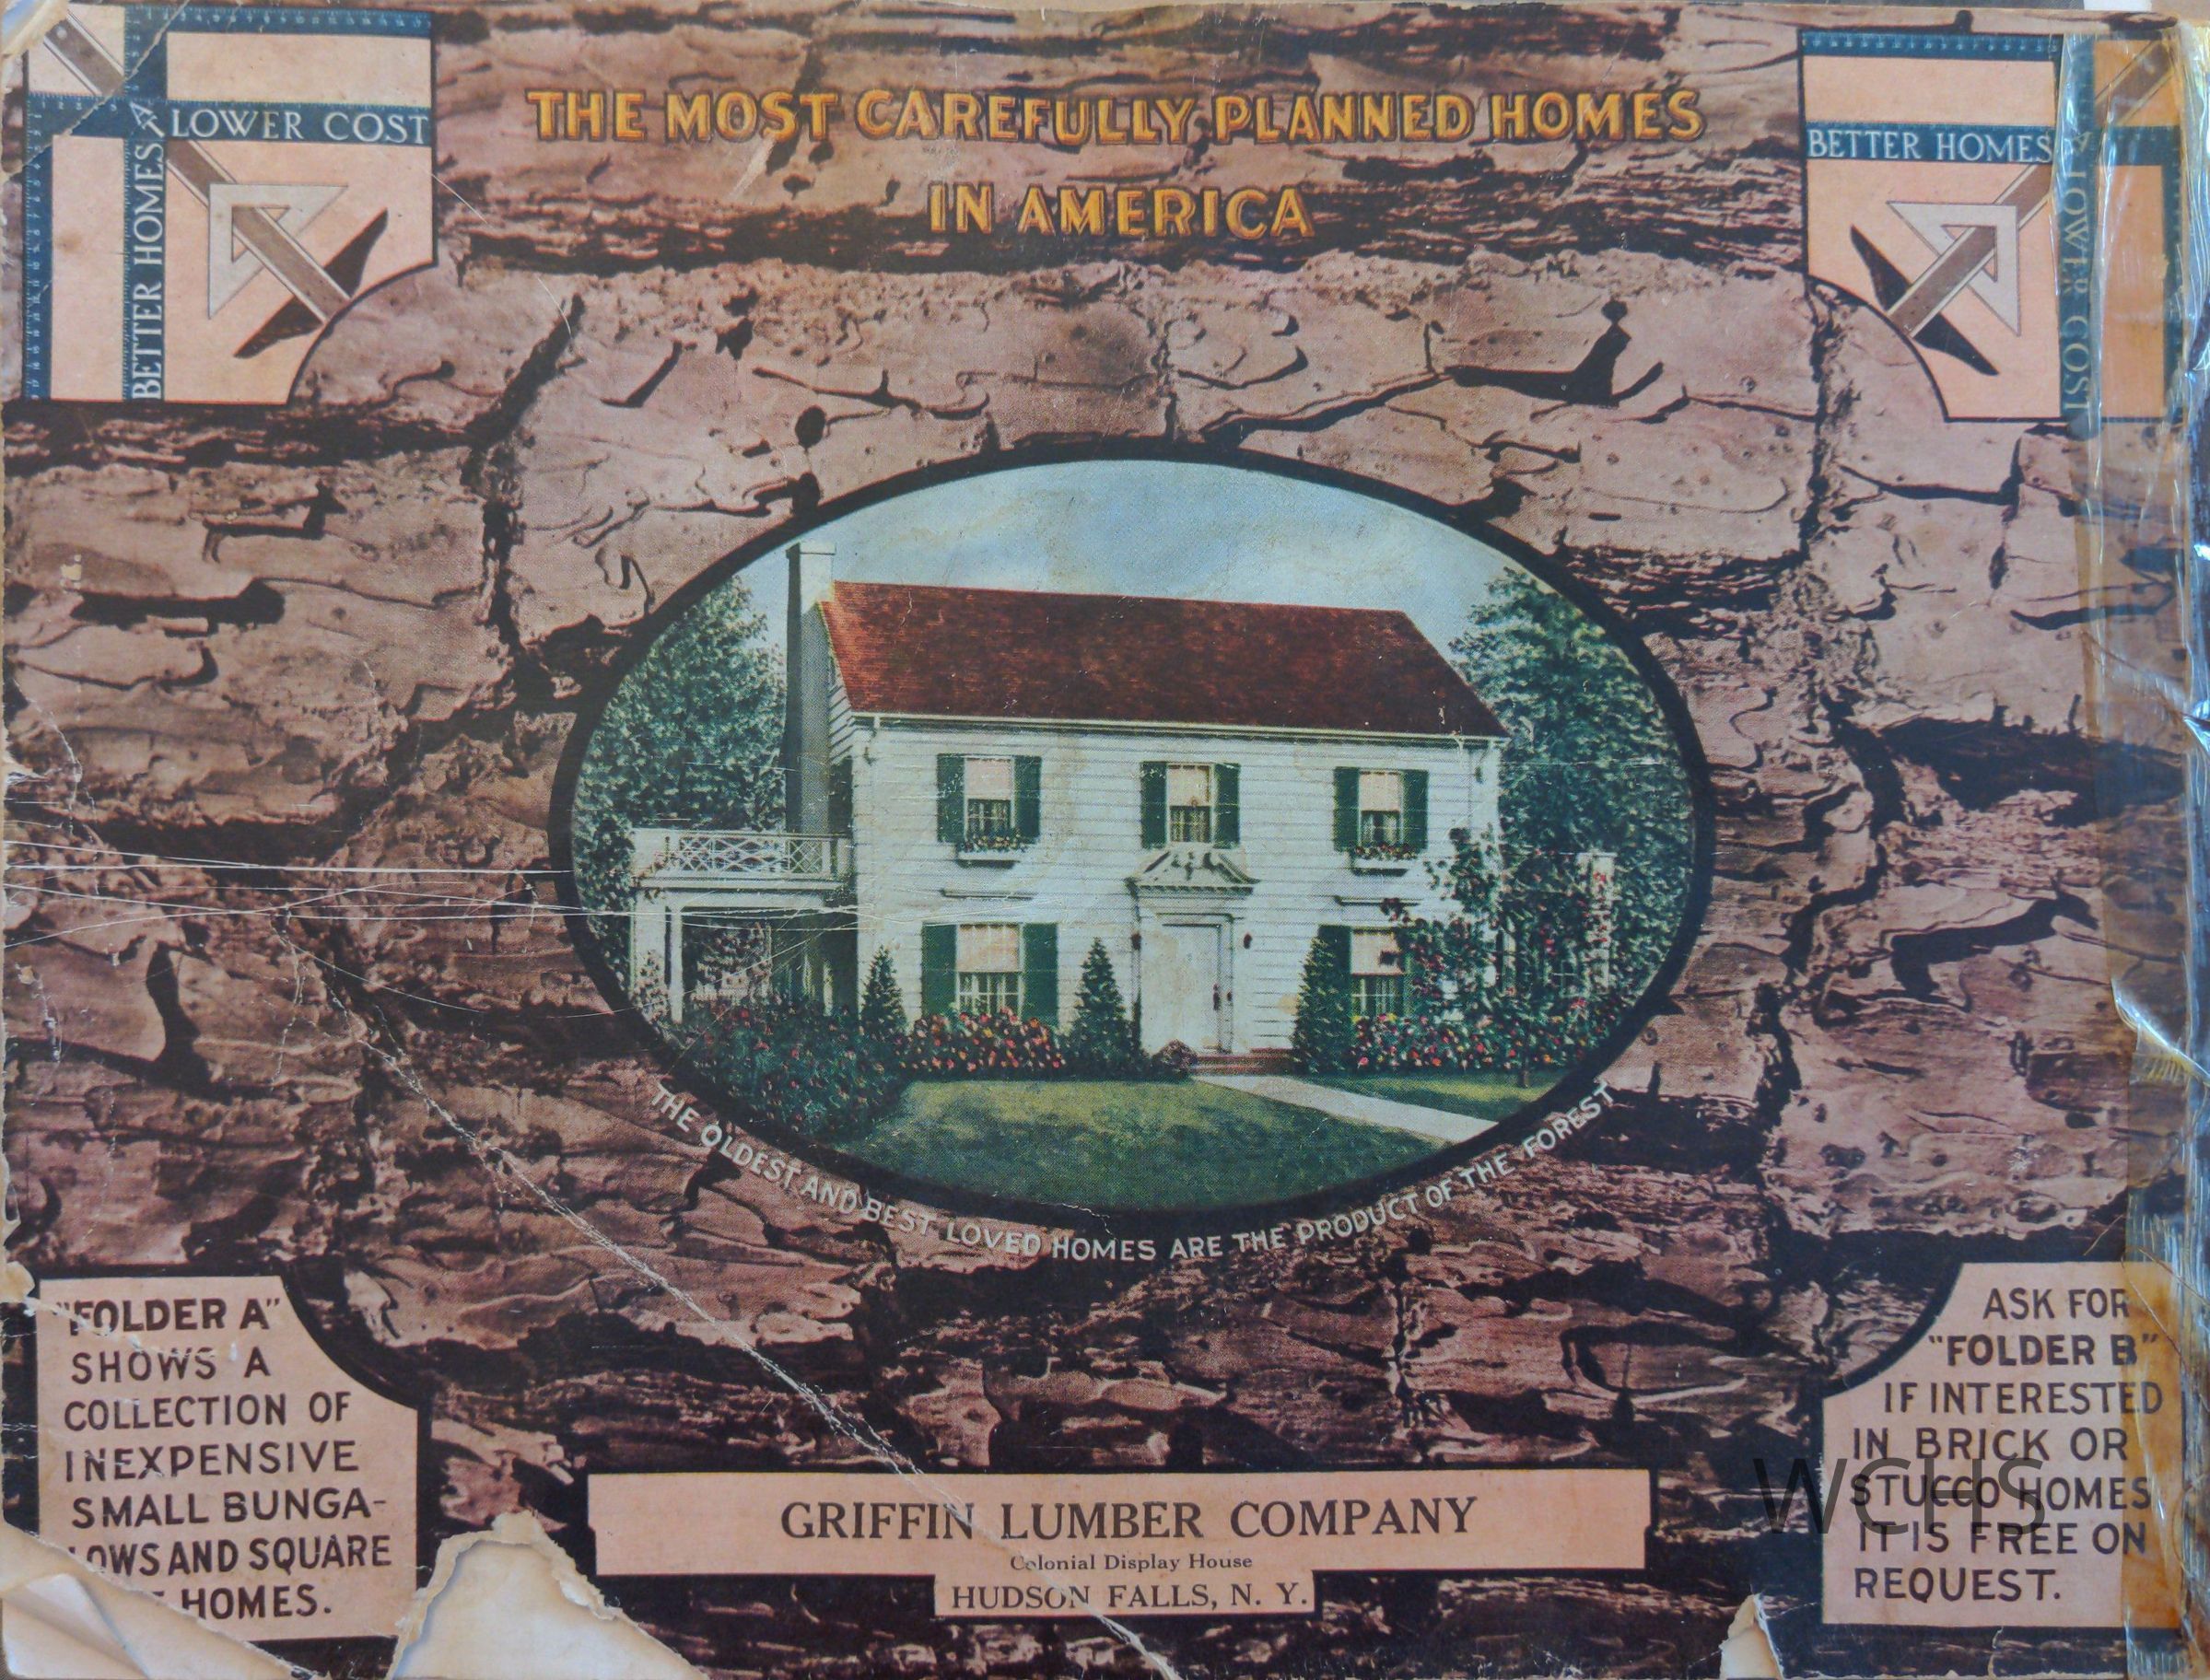 THE MOST CAREFULLY PLANNED HOMES
IN AMERICA
LOWER COST
BETTER HOMES
BETTER HOMES
LOWER COST
THE OLDEST AND BEST LOVED HOMES ARE THE PRODUCT OF THE FOREST
"FOLDER A"
SHOWS A
COLLECTION OF
INEXPENSIVE
SMALL BUNGA-
LOWS AND SQUARE
HOMES.
ASK FOR
"FOLDER B"
IF INTERESTED
IN BRICK OR
STUCCO HOMES
IT IS FREE ON
REQUEST.
GRIFFIN LUMBER COMPANY
Colonial Display House
HUDSON FALLS, N. Y.
WCHS